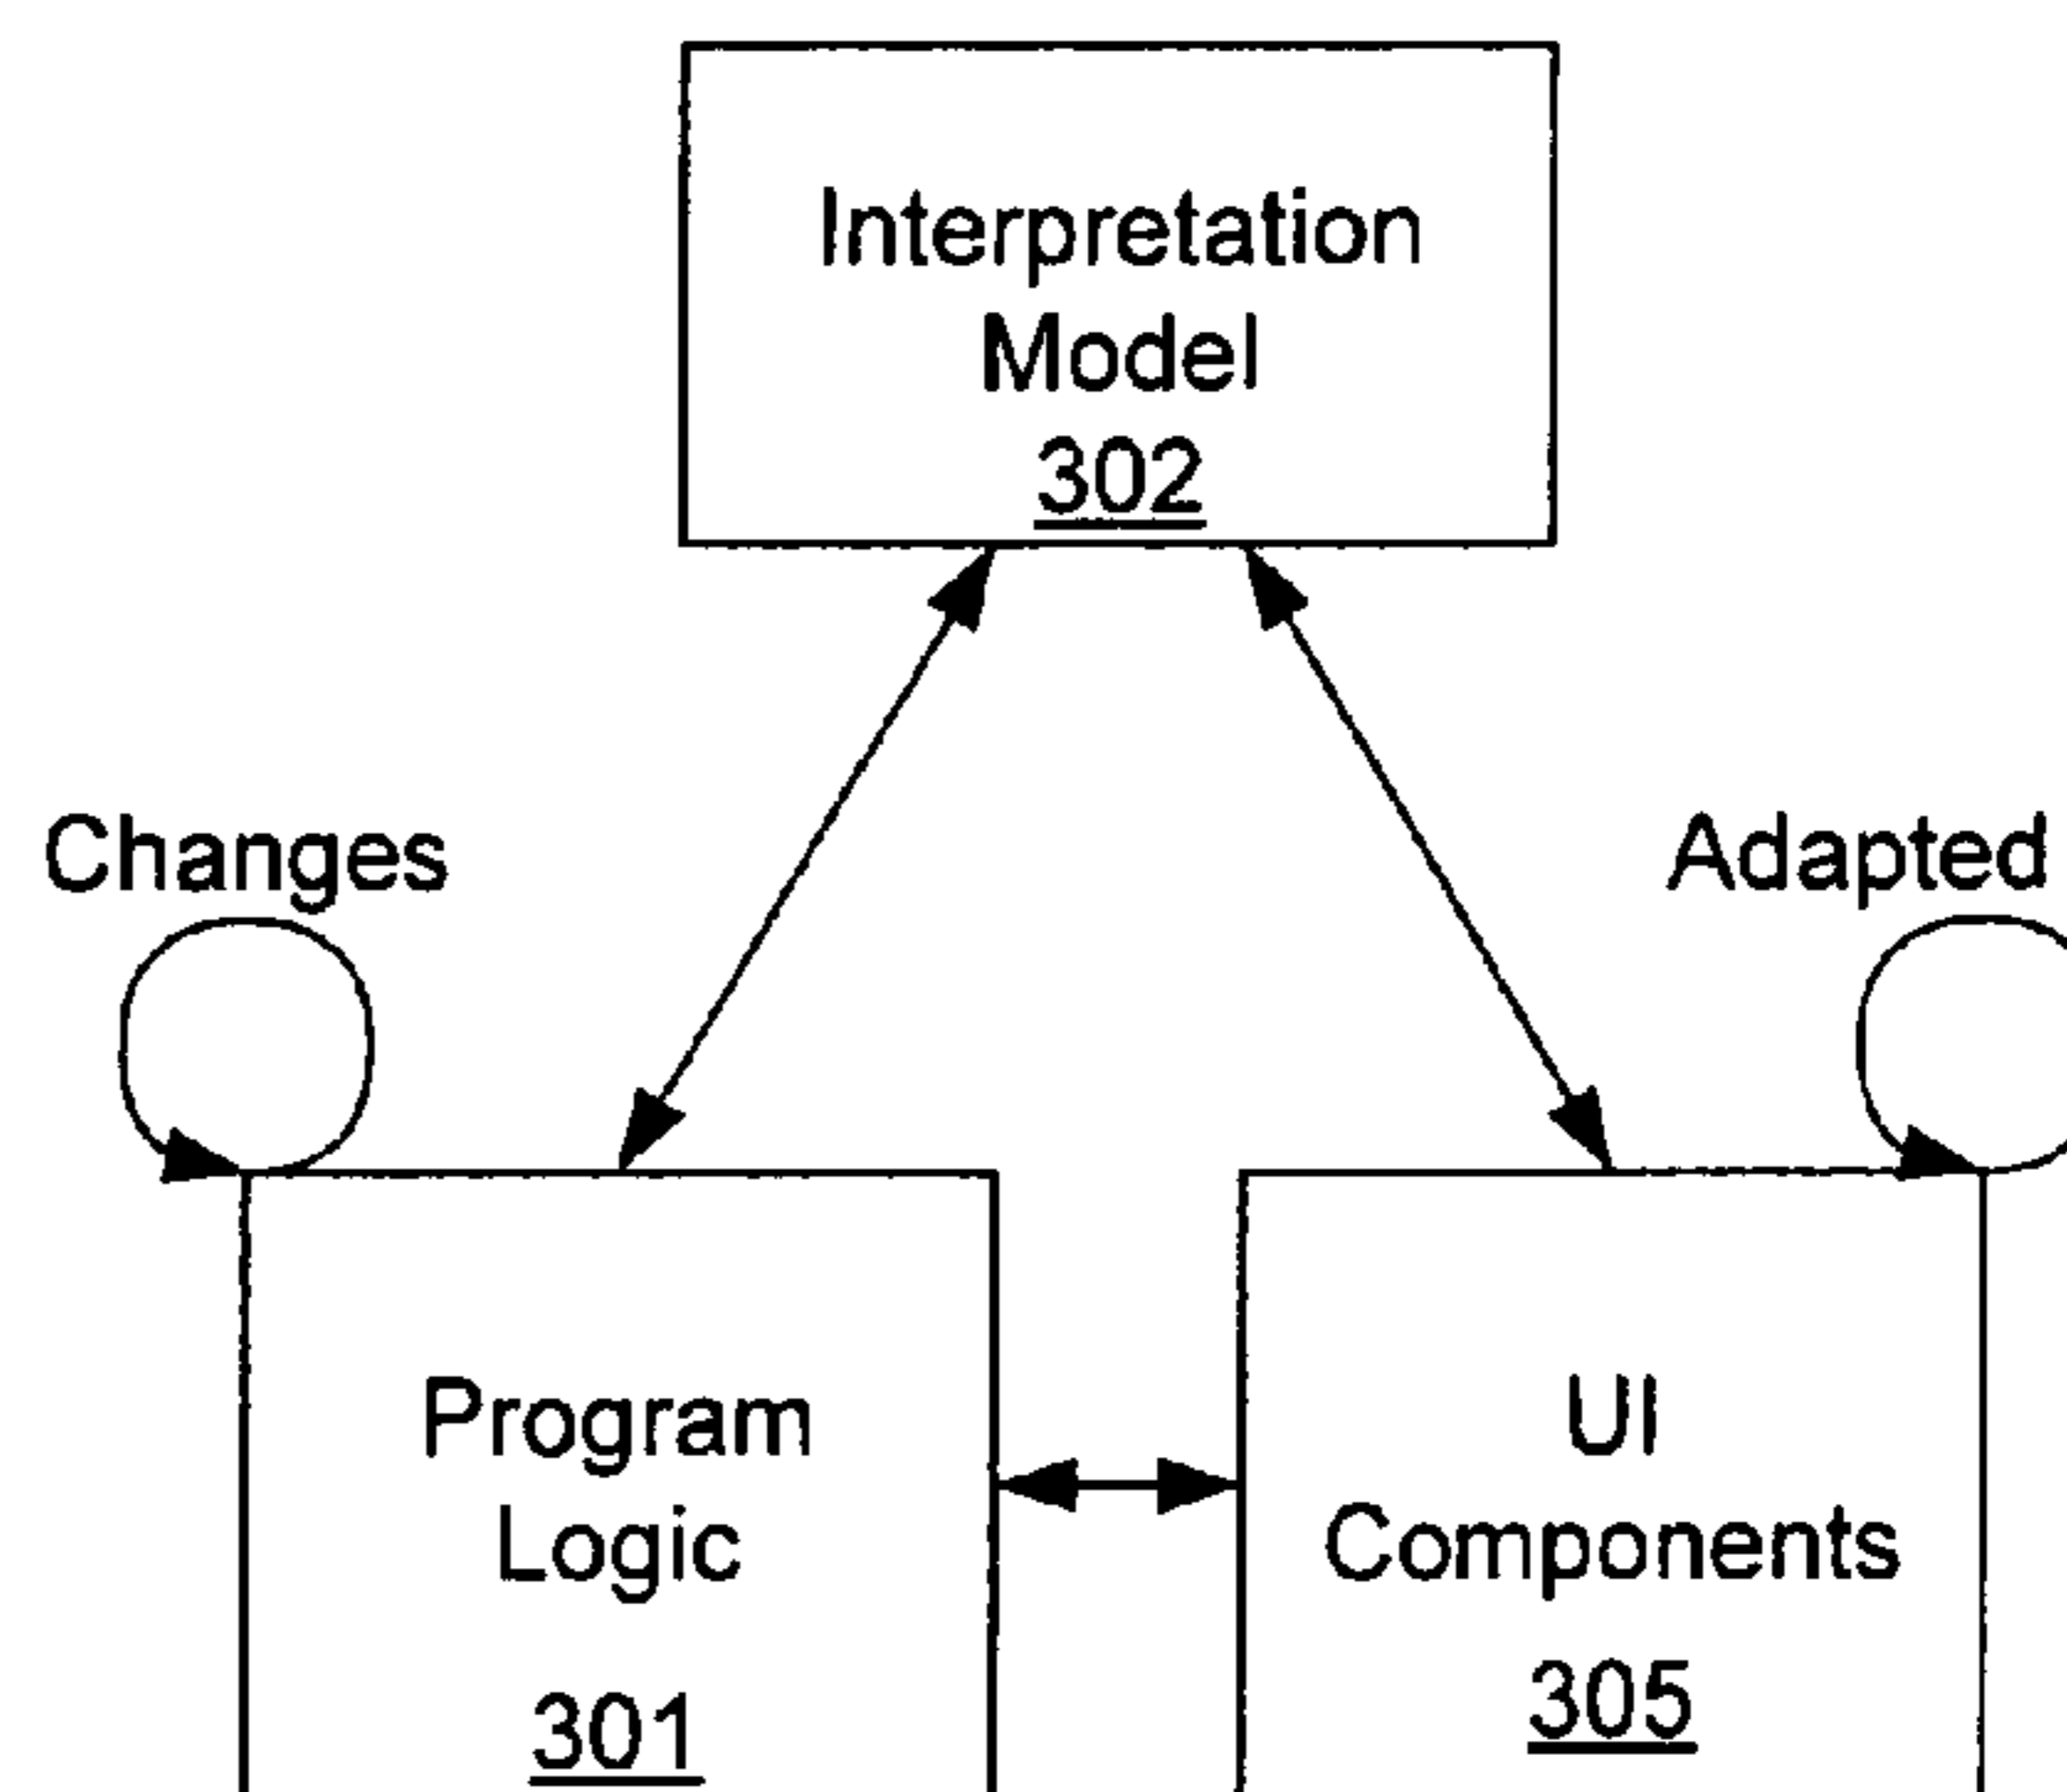 Interpretation
Model
302
Changes
Adapted
Program
Logic
301
UI
Components
305